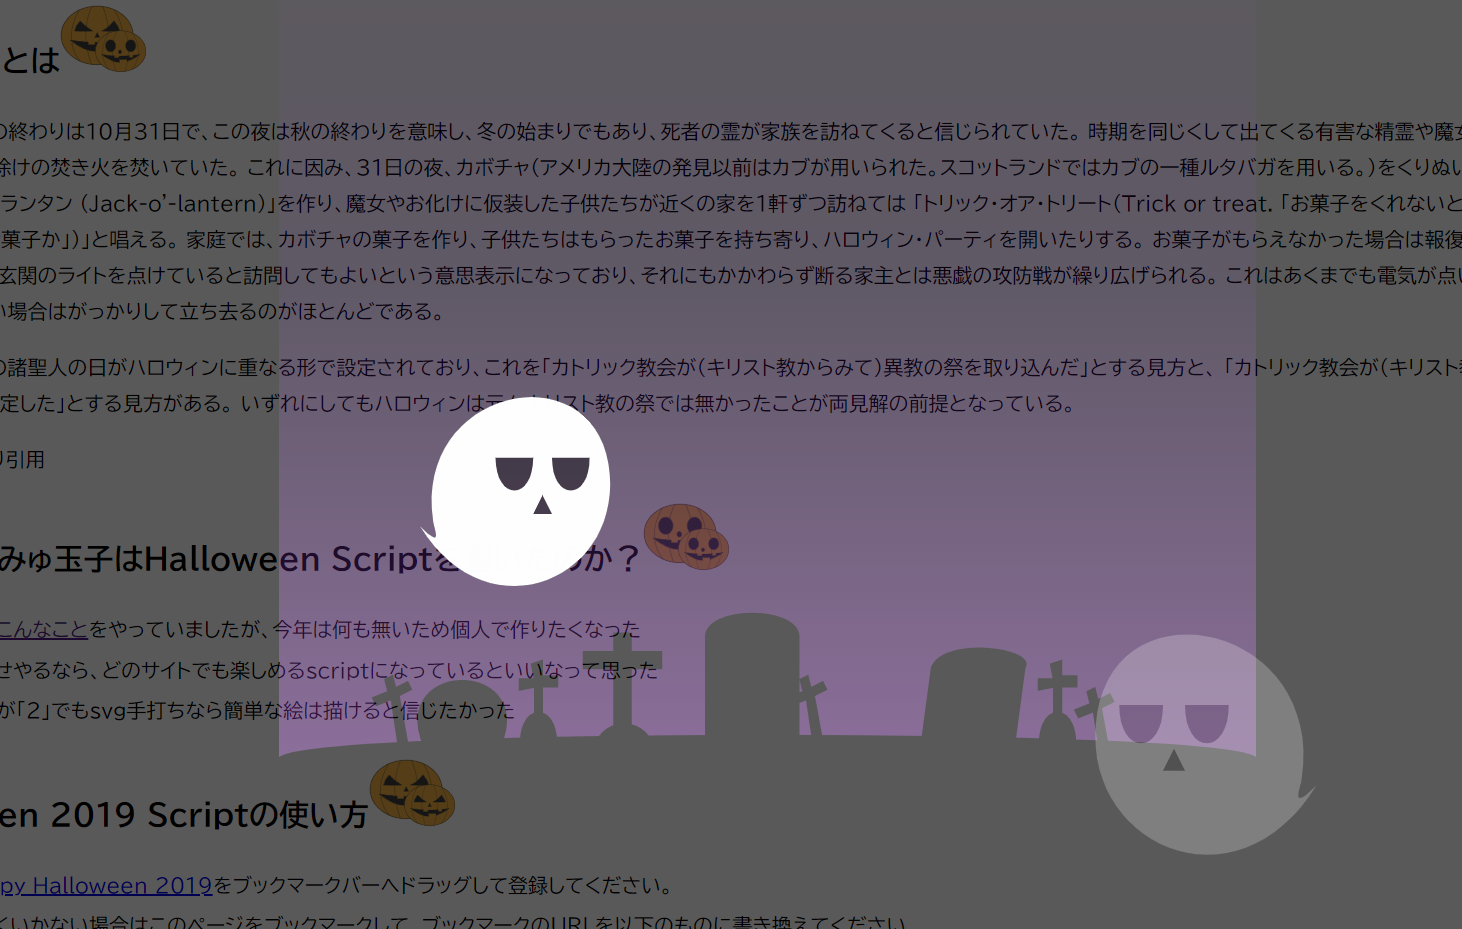 とは
の終わりは10月31日で、この夜は秋の終わりを意味し、冬の始まりでもあり、死者の霊が家族を訪ねてくると信じられていた。 時期を同じくして出てくる有害な精霊や魔女
除けの焚き火を焚いていた。 これに因み、31日の夜、カボチャ（アメリカ大陸の発見以前はカブが用いられた。スコットランドではカブの一種ルタバガを用いる。）をくりぬい
ランタン (Jack-o'-lantern)」を作り、魔女やお化けに仮装した子供たちが近くの家を1軒ずつ訪ねては 「トリック・オア・トリート（Trick or treat. 「お菓子をくれないと
菓子か」）」と唱える。 家庭では、カボチャの菓子を作り、子供たちはもらったお菓子を持ち寄り、ハロウィン・パーティを開いたりする。 お菓子がもらえなかった場合は報復
玄関のライトを点けていると訪問してもよいという意思表示になっており、それにもかかわらず断る家主とは悪戯の攻防戦が繰り広げられる。 これはあくまでも電気が点い
い場合はがっかりして立ち去るのがほとんどである。
の諸聖人の日がハロウィンに重なる形で設定されており、これを「カトリック教会が（キリスト教からみて）異教の祭を取り込んだ」とする見方と、 「カトリック教会が（キリスト教
定した」とする見方がある。 いずれにしてもハロウィンは リスト教の祭では無かったことが両見解の前提となっている。
り引用
みゅ玉子はHalloween Scriptを か？
こんなことをやっていましたが、今年は何も無いため個人で作りたくなった
せやるなら、どのサイトでも楽しめるscriptになっているといいなって思った
が「2」でもsvg手打ちなら簡単な絵は描けると信じたかった
en 2019 Scriptの使い方
py Halloween 2019をブックマークバーへドラッグして登録してください。
くいかない場合はこのページをブックマークして、ブックマークのURLを以下のものに書き換えてください